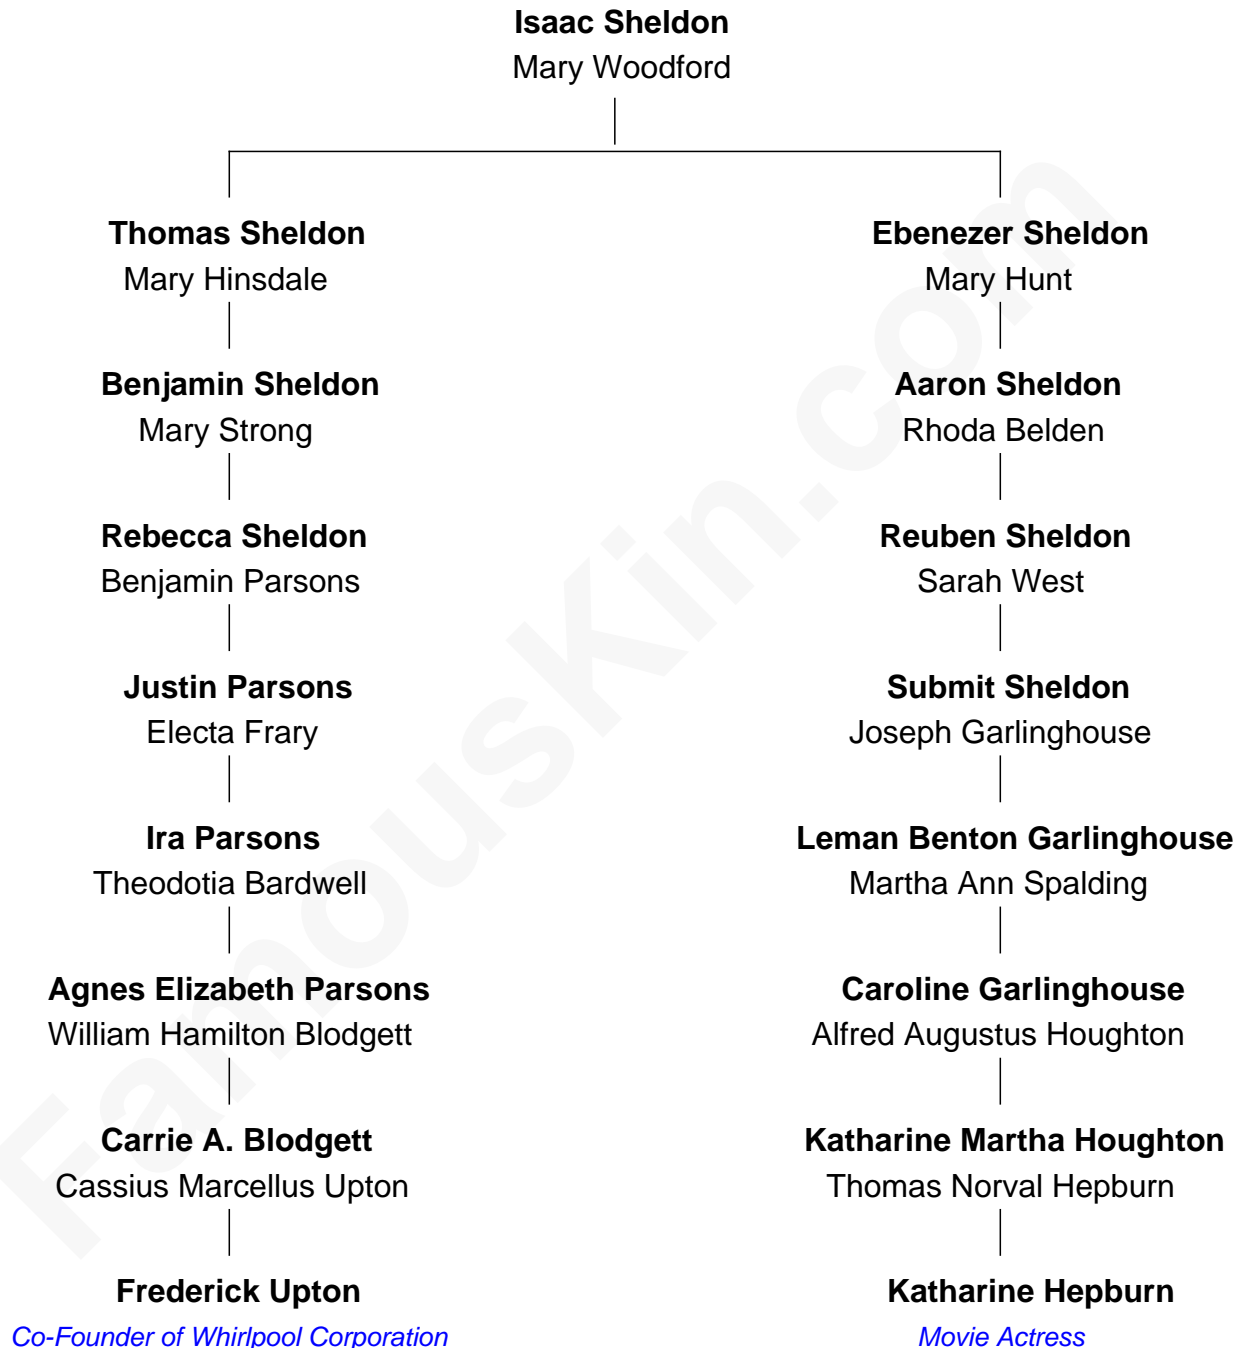 Isaac Sheldon
Mary Woodford
Thomas Sheldon
Mary Hinsdale
Ebenezer Sheldon
Mary Hunt
Benjamin Sheldon
Mary Strong
Aaron Sheldon
Rhoda Belden
Rebecca Sheldon
Benjamin Parsons
Reuben Sheldon
Sarah West
Justin Parsons
Electa Frary
Submit Sheldon
Joseph Garlinghouse
Ira Parsons
Theodotia Bardwell
Leman Benton Garlinghouse
Martha Ann Spalding
Agnes Elizabeth Parsons
William Hamilton Blodgett
Caroline Garlinghouse
Alfred Augustus Houghton
Carrie A. Blodgett
Cassius Marcellus Upton
Katharine Martha Houghton
Thomas Norval Hepburn
Frederick Upton
Co-Founder of Whirlpool Corporation
Katharine Hepburn
Movie Actress
FamousKin.com